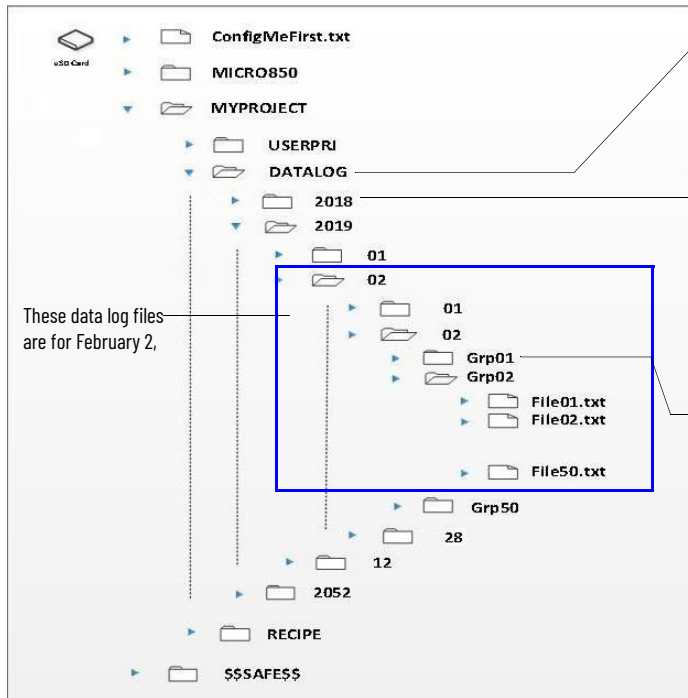 ConfigMeFirst.txt
uSD Card
MICRO850
MYPROJECT
USERPRJ
DATALOG
2018
2019
01
02
01
These data log files
are for February 2,
02
Grp01
Grp02
File01.txt
File02.txt
File50.txt
Grp50
28
12
2052
RECIPE
$$SAFE$$